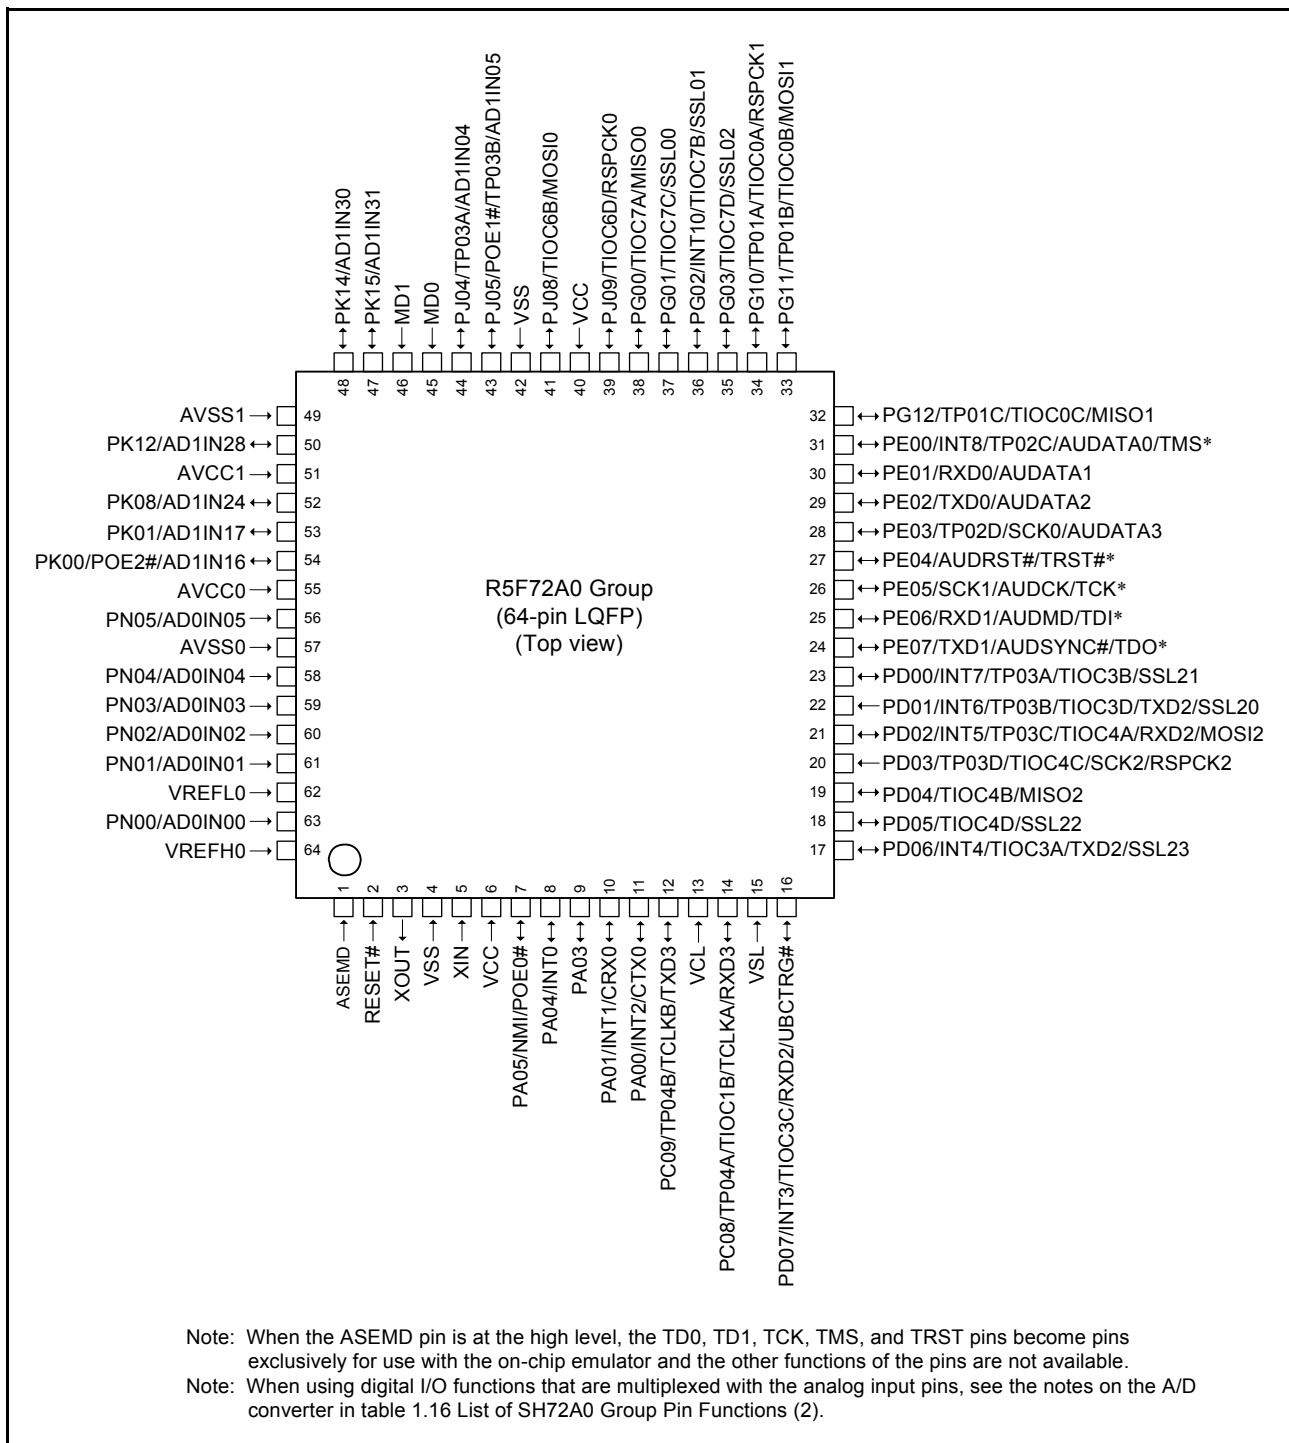 PK14/AD1IN30
PK15/AD1IN31
MD1
MD0
PJ04/TP03A/AD1IN04
PJ05/POE1#/TP03B/AD1IN05
VSS
PJ08/TIOC6B/MOSI0
VCC
PJ09/TIOC6D/RSPCK0
PG00/TIOC7A/MISO0
PG01/TIOC7C/SSL00
PG02/INT10/TIOC7B/SSL01
PG03/TIOC7D/SSL02
PG10/TP01A/TIOC0A/RSPCK1
PG11/TP01B/TIOC0B/MOSI1
48 47 46 45 44 43 42 41 40 39 38 37 36 35 34 33
AVSS1 49
PK12/AD1IN28 50
AVCC1 51
PK08/AD1IN24 52
PK01/AD1IN17 53
PK00/POE2#/AD1IN16 54
AVCC0 55
PN05/AD0IN05 56
AVSS0 57
PN04/AD0IN04 58
PN03/AD0IN03 59
PN02/AD0IN02 60
PN01/AD0IN01 61
VREFL0 62
PN00/AD0IN00 63
VREFH0 64
R5F72A0 Group
(64-pin LQFP)
(Top view)
32 PG12/TP01C/TIOC0C/MISO1
31 PE00/INT8/TP02C/AUDATA0/TMS*
30 PE01/RXD0/AUDATA1
29 PE02/TXD0/AUDATA2
28 PE03/TP02D/SCK0/AUDATA3
27 PE04/AUDRST#/TRST#*
26 PE05/SCK1/AUDCK/TCK*
25 PE06/RXD1/AUDMD/TDI*
24 PE07/TXD1/AUDSYNC#/TDO*
23 PD00/INT7/TP03A/TIOC3B/SSL21
22 PD01/INT6/TP03B/TIOC3D/TXD2/SSL20
21 PD02/INT5/TP03C/TIOC4A/RXD2/MOSI2
20 PD03/TP03D/TIOC4C/SCK2/RSPCK2
19 PD04/TIOC4B/MISO2
18 PD05/TIOC4D/SSL22
17 PD06/INT4/TIOC3A/TXD2/SSL23
1 2 3 4 5 6 7 8 9 10 11 12 13 14 15 16
ASEMD
RESET#
XOUT
VSS
XIN
VCC
PA05/NMI/POE0#
PA04/INT0
PA03
PA01/INT1/CRX0
PA00/INT2/CTX0
PC09/TP04B/TCLKB/TXD3
VCL
PC08/TP04A/TIOC1B/TCLKA/RXD3
VSL
PD07/INT3/TIOC3C/RXD2/UBCTRG#
Note: When the ASEMD pin is at the high level, the TD0, TD1, TCK, TMS, and TRST pins become pins
exclusively for use with the on-chip emulator and the other functions of the pins are not available.
Note: When using digital I/O functions that are multiplexed with the analog input pins, see the notes on the A/D
converter in table 1.16 List of SH72A0 Group Pin Functions (2).